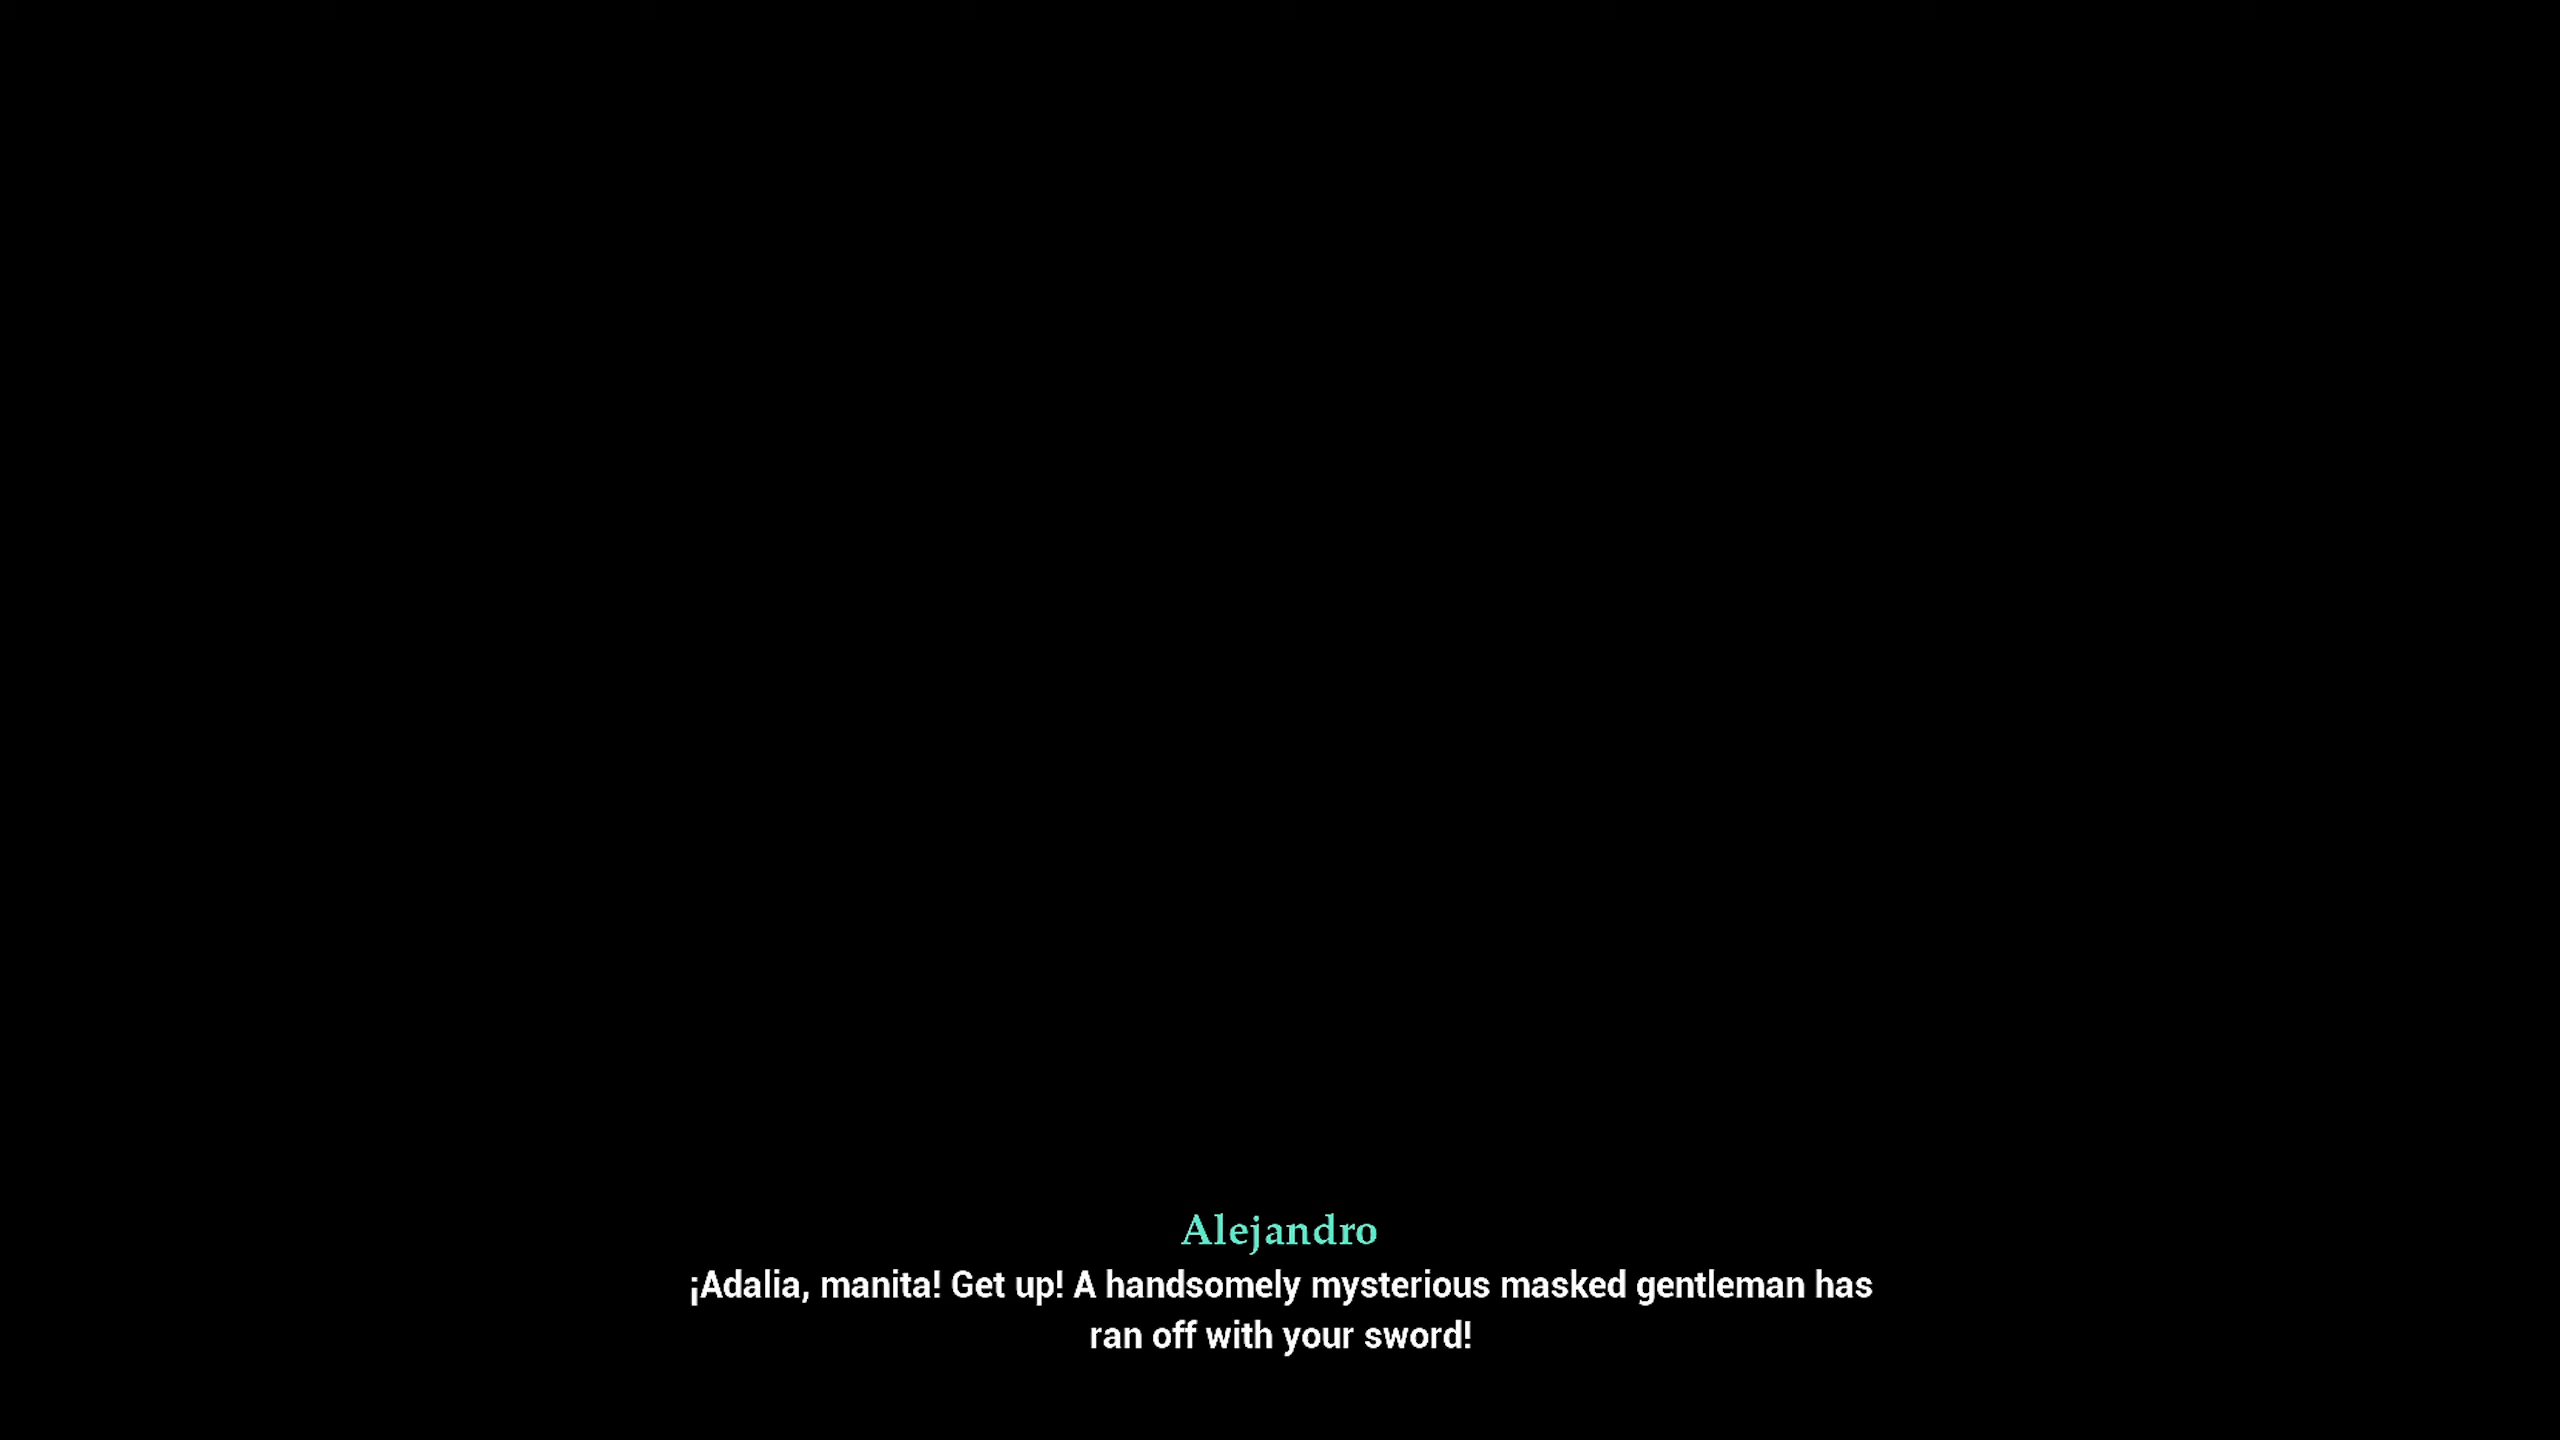 Alejandro
¡Adalia, manita! Get up! A handsomely mysterious masked gentleman has
ran off with your sword!